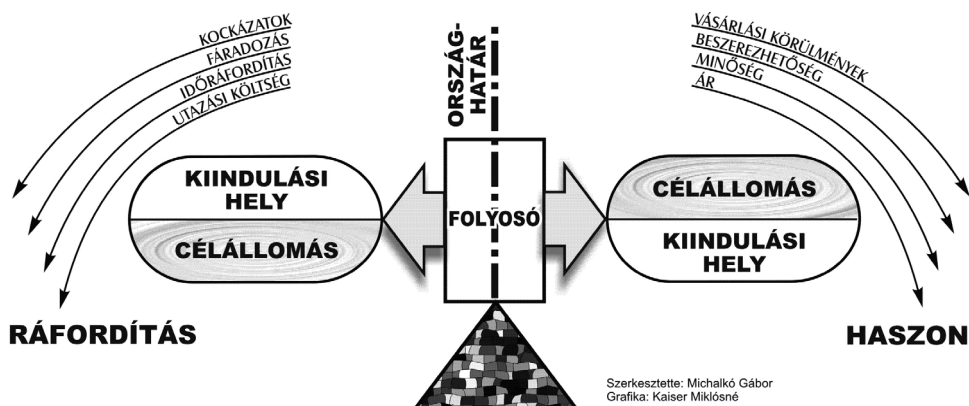 KOCKÁZATOK
FÁRADOZÁS
IDŐRÁFORDÍTÁS
UTAZÁSI KÖLTSÉG
ORSZÁG-
HATÁR
VÁSÁRLÁSI KÖRÜLMÉNYEK
BESZEREZHETŐSÉG
MINŐSÉG
ÁR
KIINDULÁSI
HELY
CÉLÁLLOMÁS
FOLYOSÓ
CÉLÁLLOMÁS
KIINDULÁSI
HELY
RÁFORDÍTÁS
HASZON
Szerkesztette: Michalkó Gábor
Grafika: Kaiser Miklósné